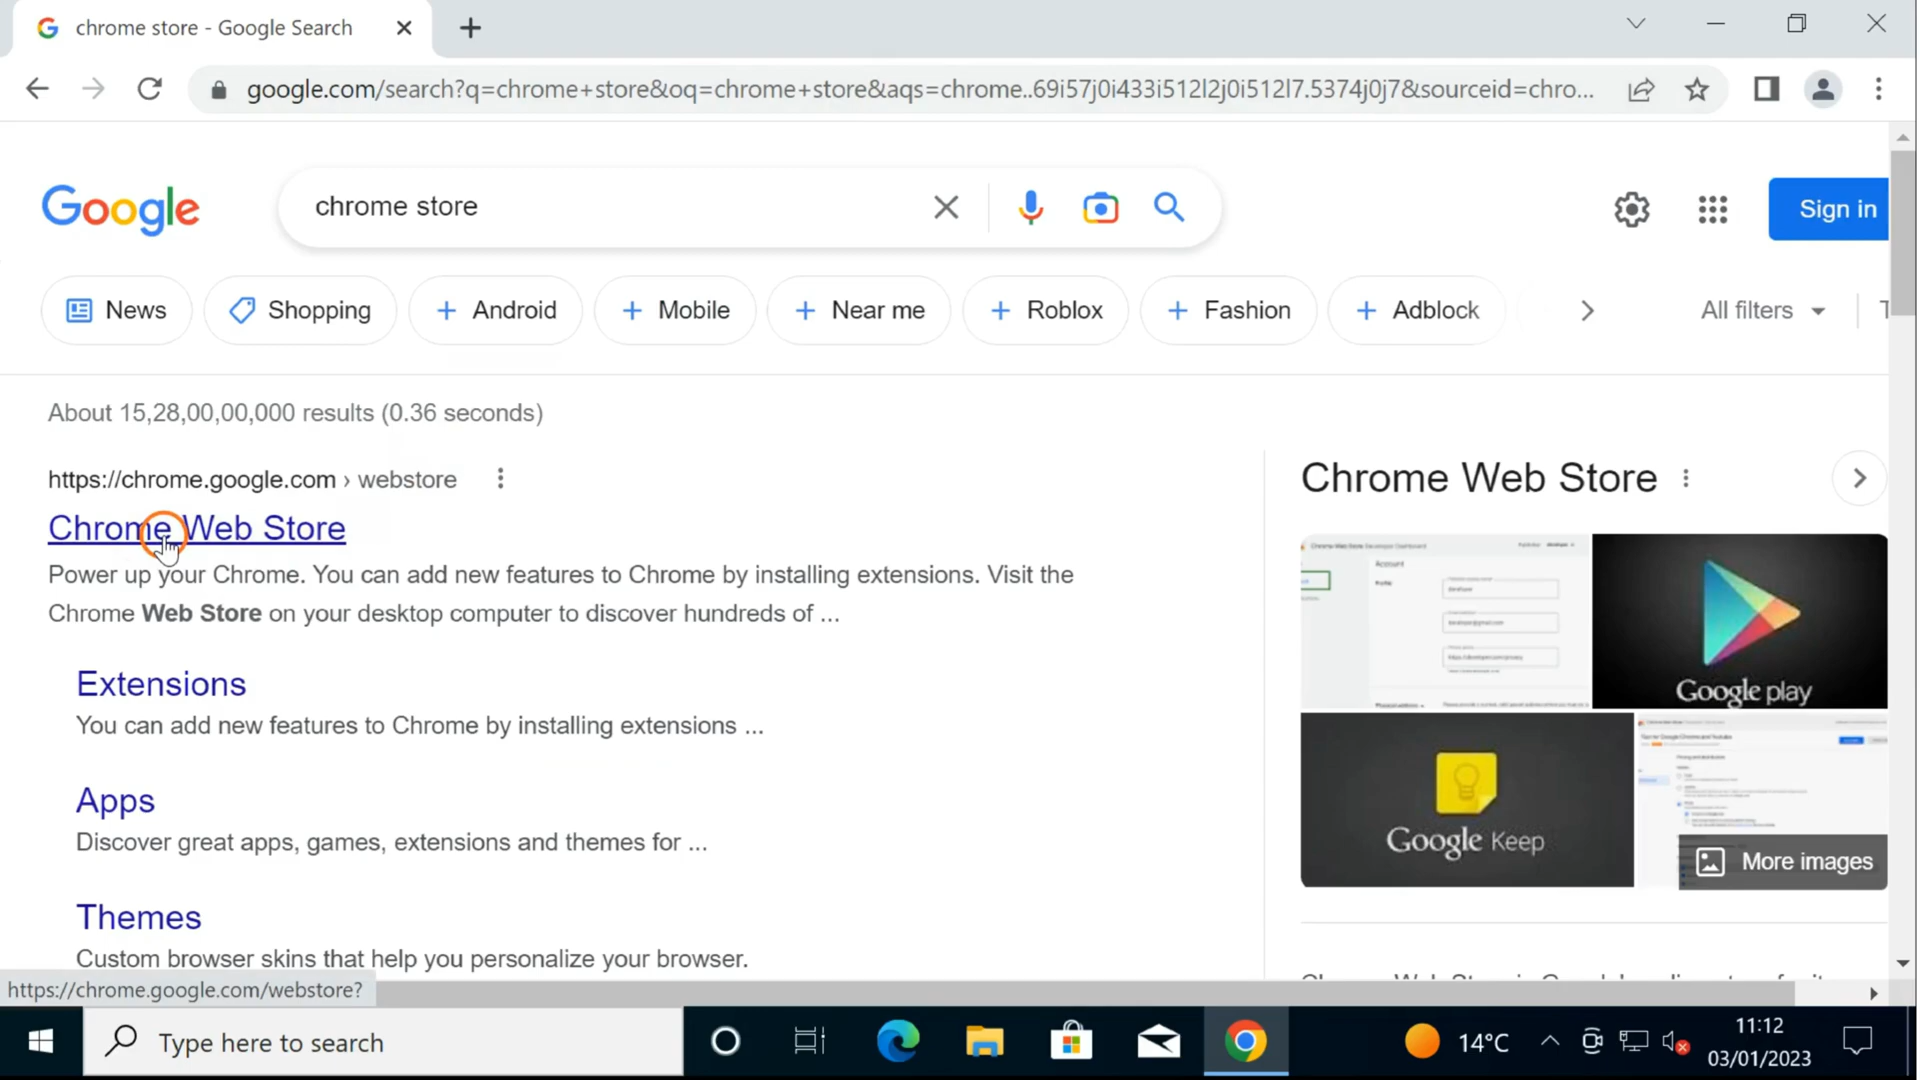 chrome store - Google Search
google.com/search?q=chrome+store&oq=chrome+store&aqs=chrome..69i57j0i433i512l2j0i512l7.5374j0j7&sourceid=chro...
Google
chrome store
Sign in
News
Shopping
+ Android
+ Mobile
+ Near me
+ Roblox
+ Fashion
+ Adblock
All filters
About 15,28,00,00,000 results (0.36 seconds)
https://chrome.google.com › webstore
Chrome Web Store
Power up your Chrome. You can add new features to Chrome by installing extensions. Visit the
Chrome Web Store on your desktop computer to discover hundreds of ...
Extensions
You can add new features to Chrome by installing extensions ...
Apps
Discover great apps, games, extensions and themes for ...
Themes
Custom browser skins that help you personalize your browser.
Chrome Web Store
Account
Google play
Google Keep
More images
https://chrome.google.com/webstore?
Type here to search
14°C
11:12
03/01/2023